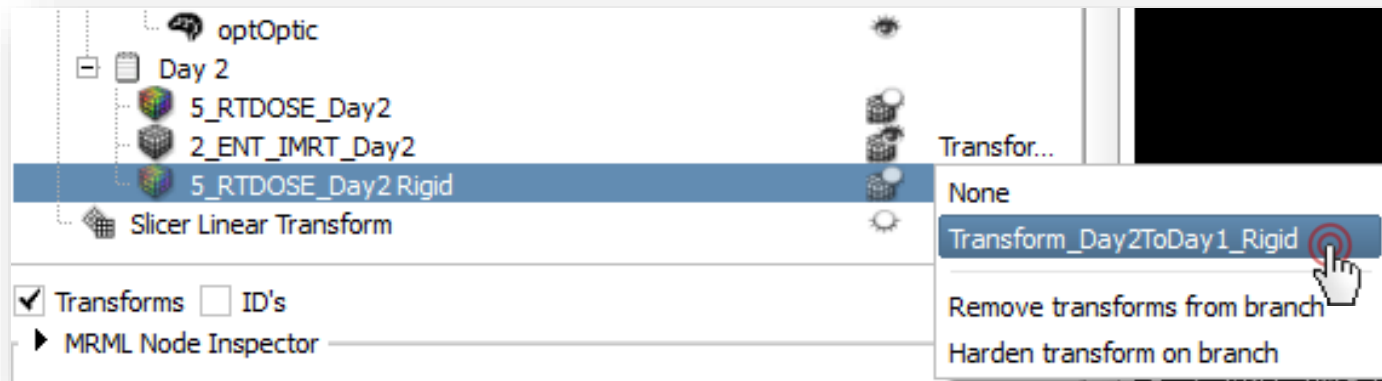 optOptic
Day 2
5_RTDOSE_Day2
2_ENT_IMRT_Day2 Transfor...
5_RTDOSE_Day2 Rigid
None
Slicer Linear Transform
Transform_Day2ToDay1_Rigid
Transforms ID's
Remove transforms from branch
MRML Node Inspector
Harden transform on branch